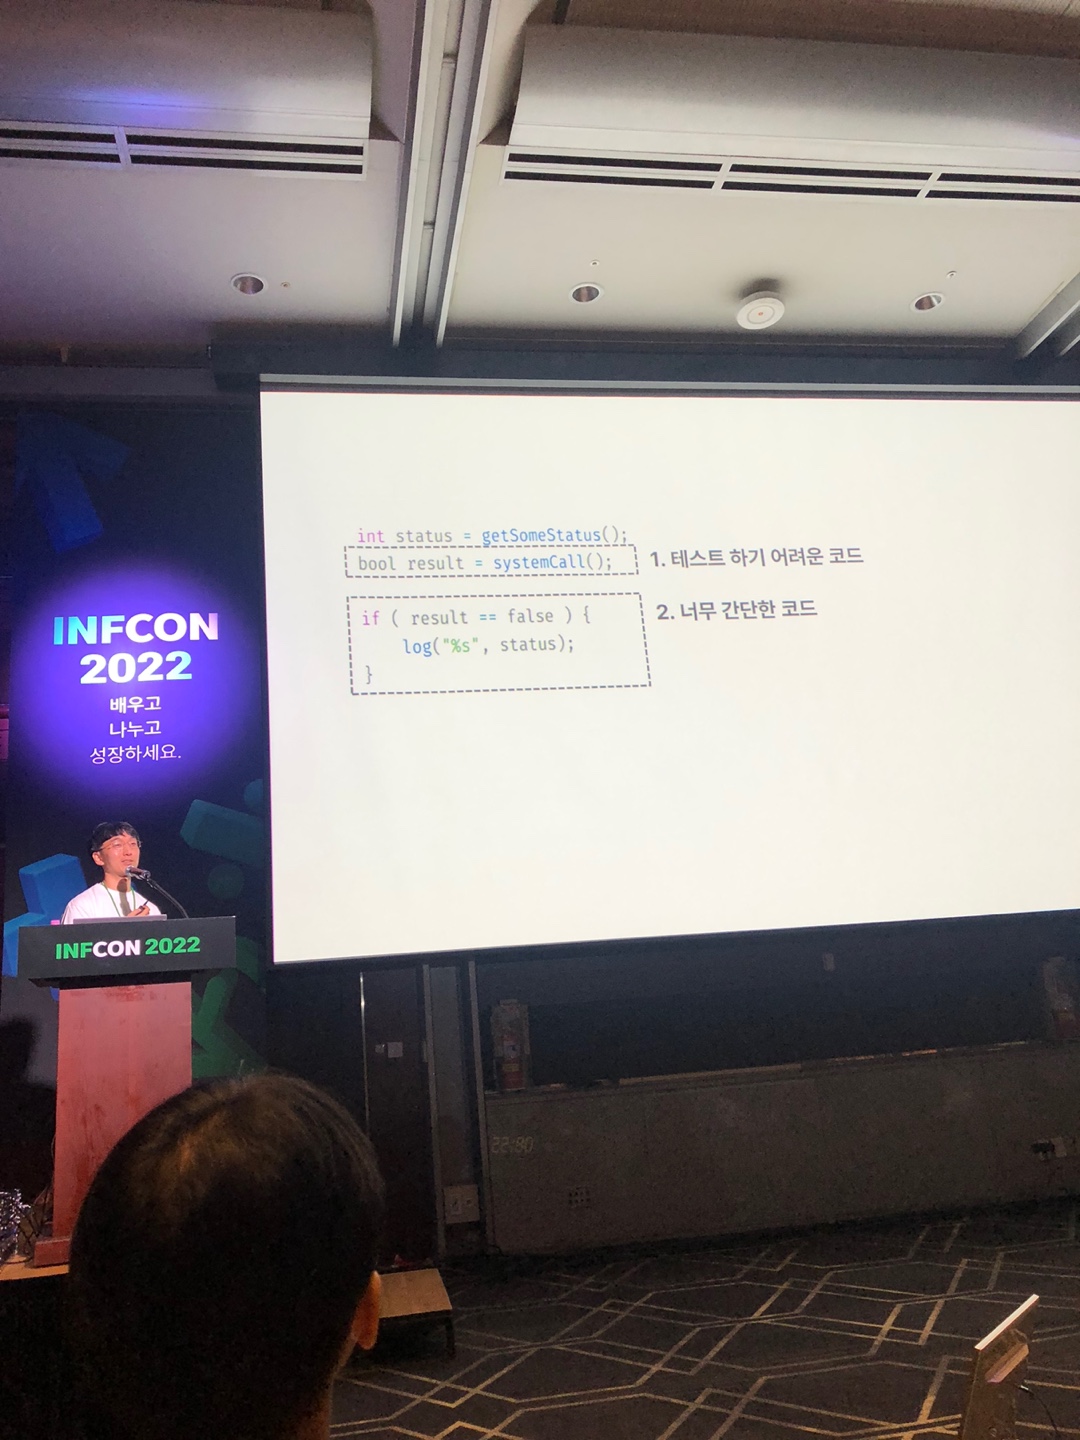 int status = getSomeStatus();
bool result = systemCall();
1. 테스트 하기 어려운 코드
if ( result == false ) {
log("%s", status);
}
2. 너무 간단한 코드
INFCON
2022
배우고
나누고
성장하세요.
INFCON 2022